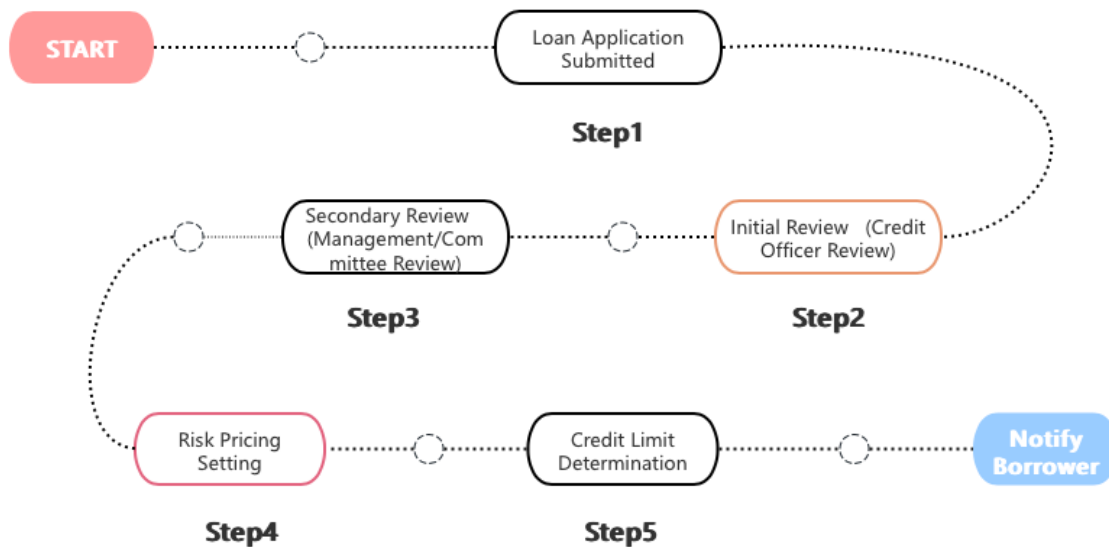 START
Loan Application
Submitted
Step1
Secondary Review
(Management/Com
mittee Review)
Initial Review (Credit
Officer Review)
Step3
Step2
Risk Pricing
Setting
Credit Limit
Determination
Notify
Borrower
Step4
Step5